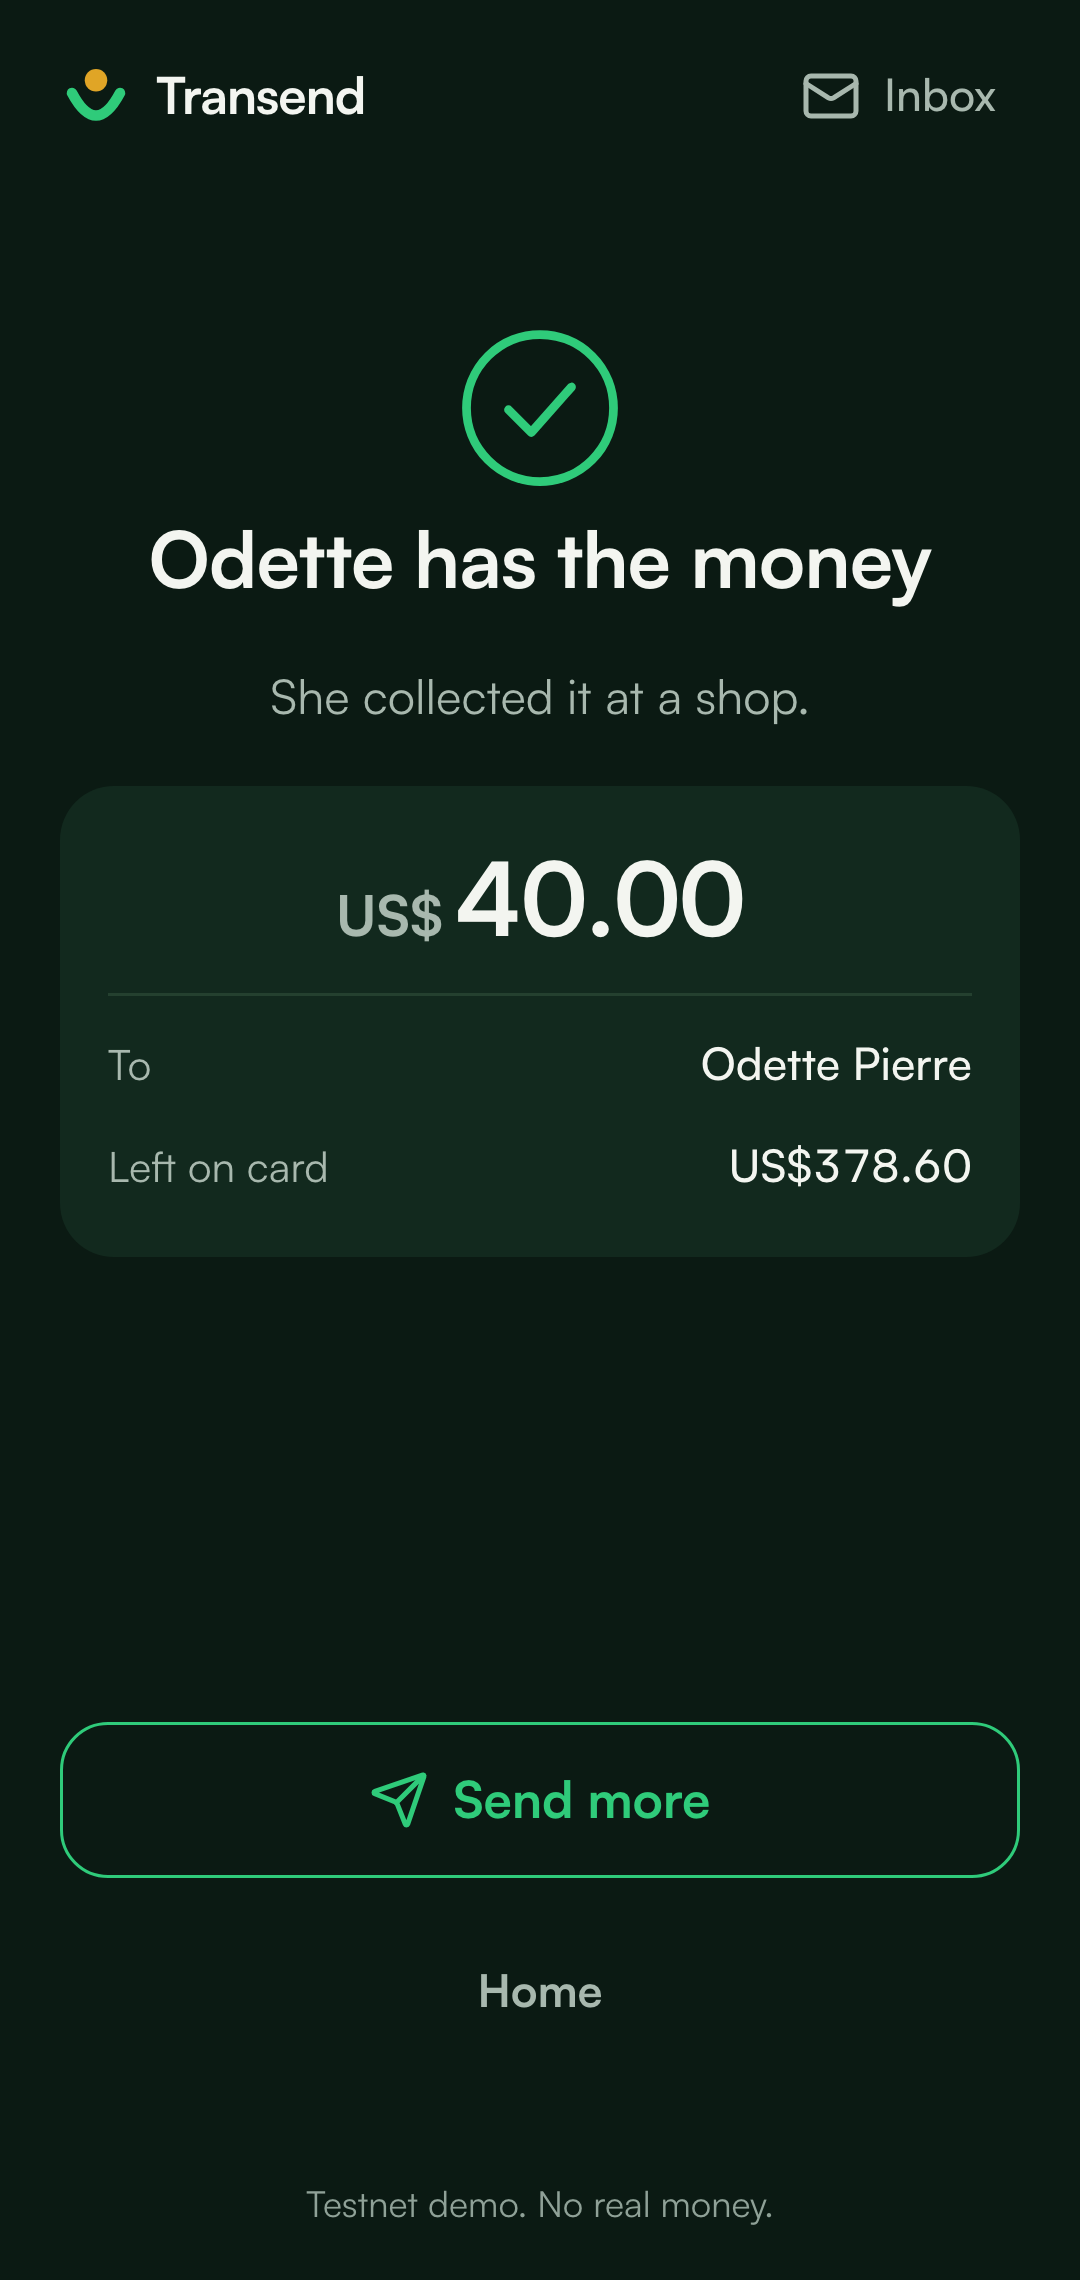 Transend
Inbox
Odette has the money
She collected it at a shop.
US$ 40.00
To
Odette Pierre
Left on card
US$378.60
Send more
Home
Testnet demo. No real money.